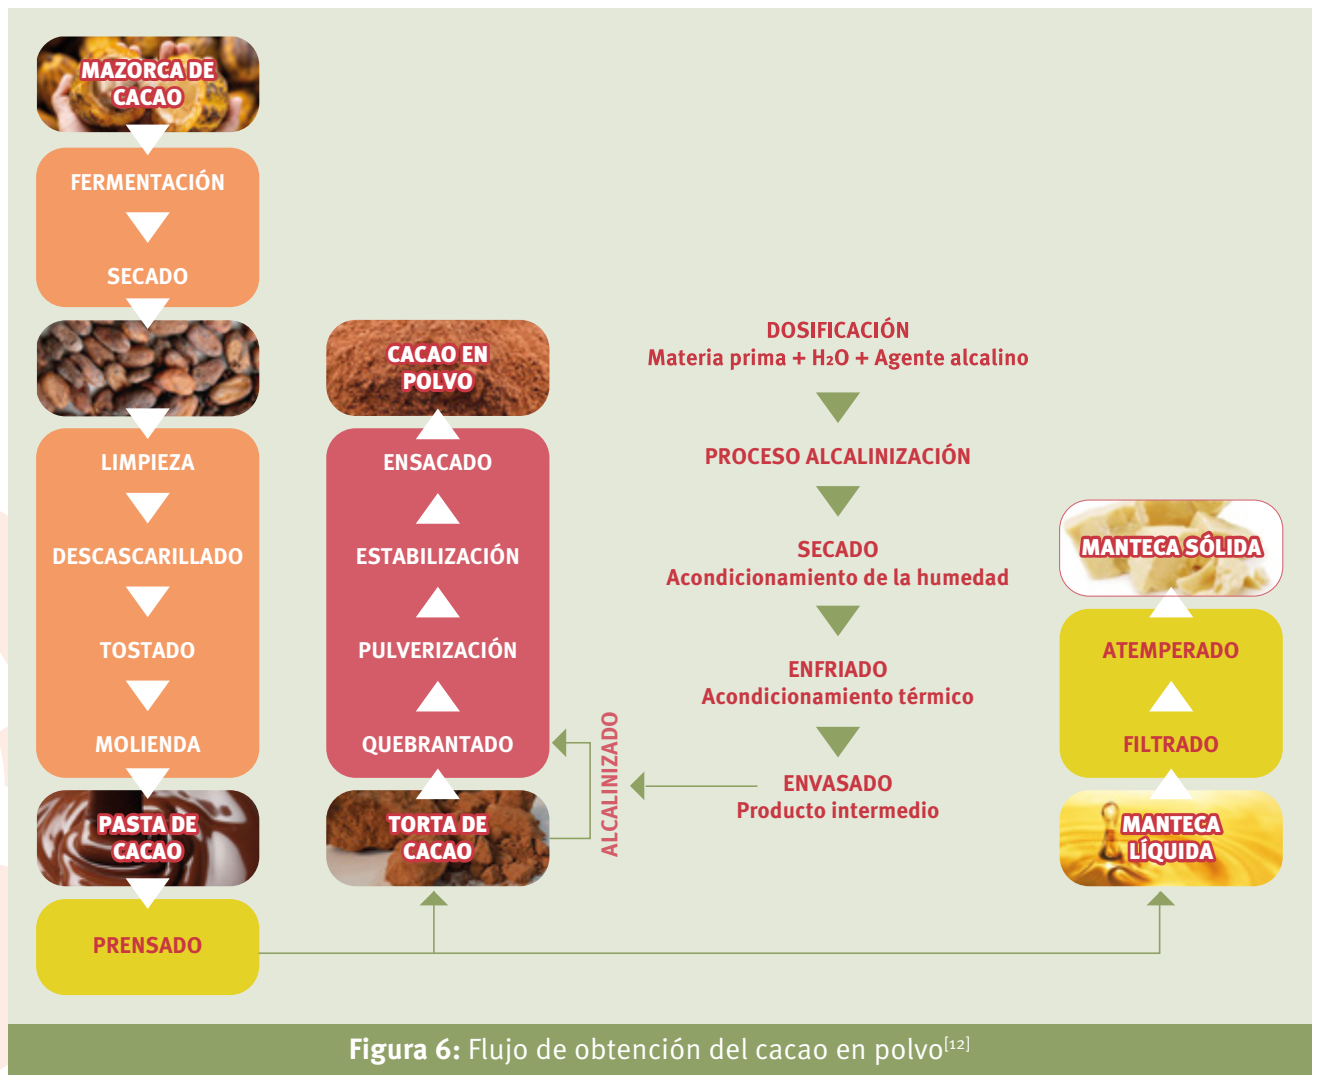 MAZORCA DE
CACAO
FERMENTACIÓN
SECADO
LIMPIEZA
DESCASCARILLADO
TOSTADO
MOLIENDA
PASTA DE
CACAO
PRENSADO
CACAO EN
POLVO
ENSACADO
ESTABILIZACIÓN
PULVERIZACIÓN
QUEBRANTADO
TORTA DE
CACAO
ALCALINIZADO
DOSIFICACIÓN
Materia prima + H₂O + Agente alcalino
PROCESO ALCALINIZACIÓN
SECADO
Acondicionamiento de la humedad
ENFRIADO
Acondicionamiento térmico
ENVASADO
Producto intermedio
MANTECA SÓLIDA
ATEMPERADO
FILTRADO
MANTECA
LÍQUIDA
Figura 6: Flujo de obtención del cacao en polvo[12]